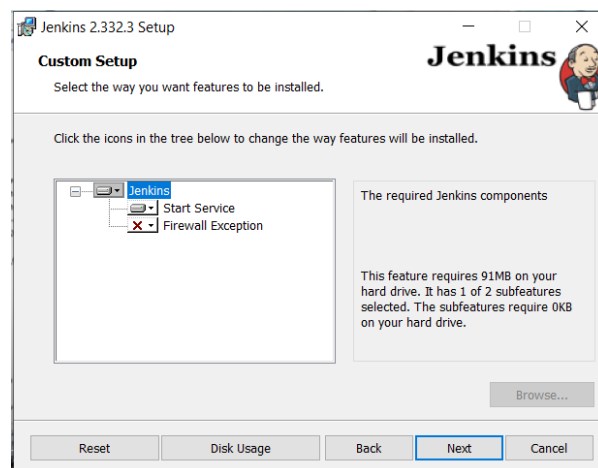 Jenkins 2.332.3 Setup
Custom Setup
Select the way you want features to be installed.
Jenkins
Click the icons in the tree below to change the way features will be installed.
Jenkins
Start Service
Firewall Exception
The required Jenkins components
This feature requires 91MB on your
hard drive. It has 1 of 2 subfeatures
selected. The subfeatures require 0KB
on your hard drive.
Browse...
Reset
Disk Usage
Back
Next
Cancel